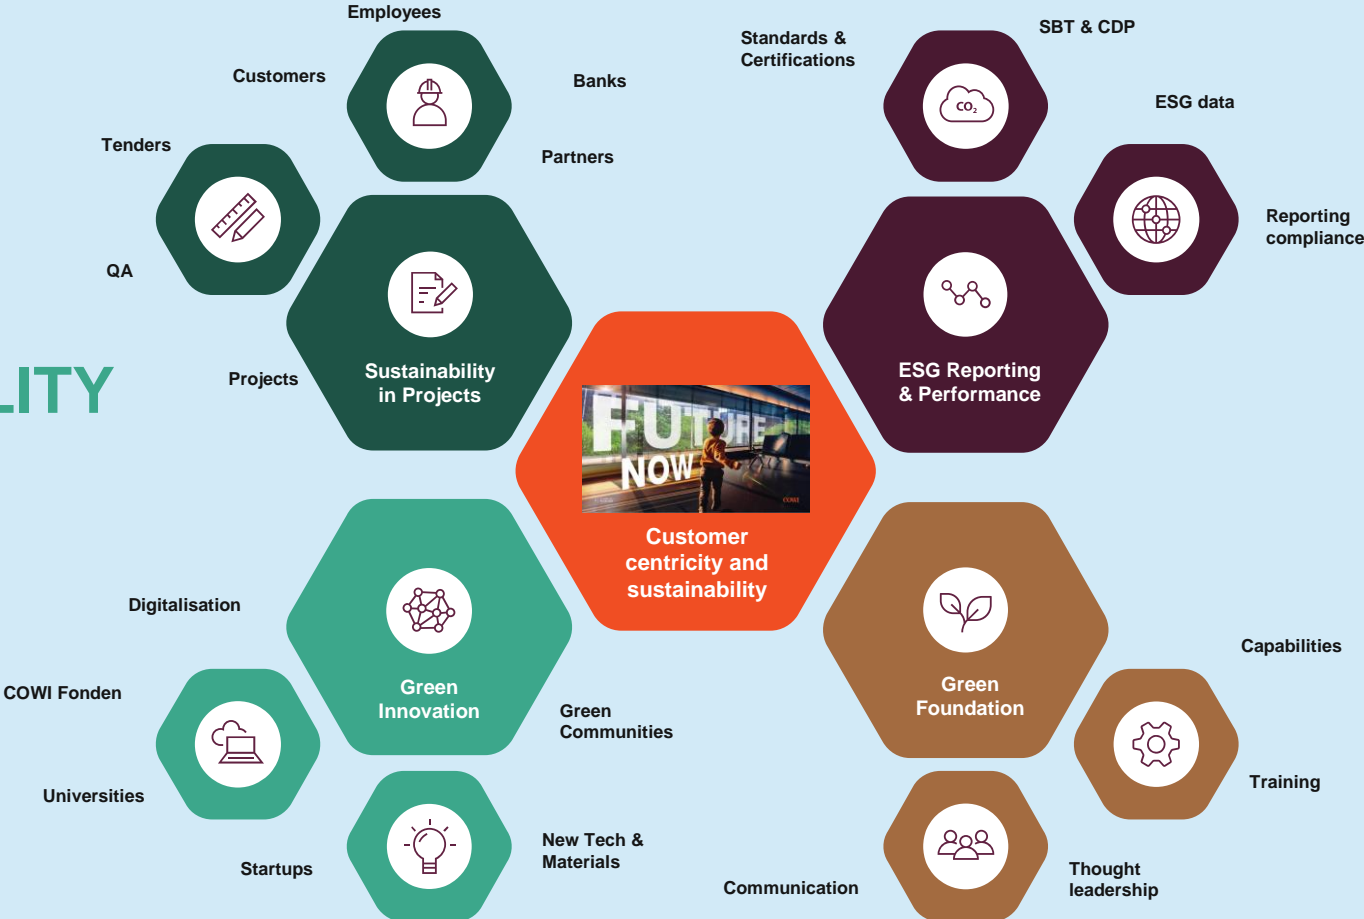 Employees
SBT & CDP
Standards &
Certifications
Customers
Banks
ESG data
CO₂
Tenders
Partners
Reporting
compliance
QA
Projects
Sustainability
in Projects
ESG Reporting
& Performance
LITY
FUTURE
NOW
COWI
Customer
centricity and
sustainability
Digitalisation
Capabilities
COWI Fonden
Green
Innovation
Green
Communities
Green
Foundation
Universities
Training
New Tech &
Materials
Startups
Communication
Thought
leadership